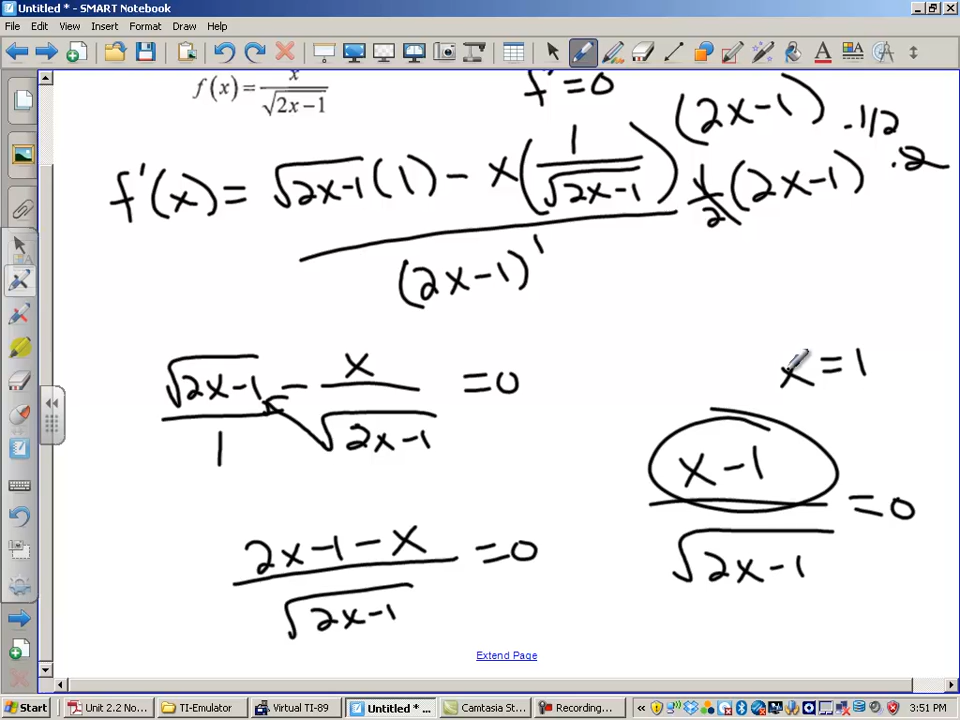 Untitled * - SMART Notebook
File Edit View Insert Format Draw Help
f(x) = x/√(2x−1)
f' = 0
(2x−1) .1/2
f'(x) = √2x-1 (1) − x(1/√2x−1) 1/2 (2x−1) .2
(2x−1)^1
√2x−1/1 − x/√2x−1 = 0
x = 1
x − 1/√2x−1 = 0
2x−1−x/√2x−1 = 0
Extend Page
Start Unit 2.2 No... TI-Emulator Virtual TI-89 Untitled * ... Camtasia St... Recording... 3:51 PM